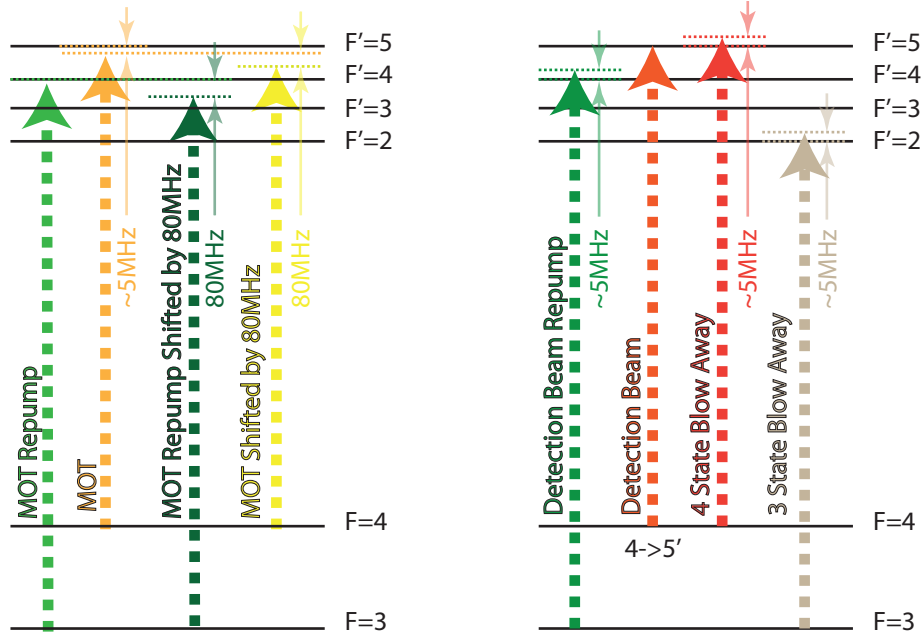 F'=5
F'=4
F'=3
F'=2
MOT Repump
MOT
~5MHz
MOT Repump Shifted by 80MHz
80MHz
MOT Shifted by 80MHz
80MHz
F=4
F=3
F'=5
F'=4
F'=3
F'=2
Detection Beam Repump
~5MHz
Detection Beam
4 State Blow Away
~5MHz
3 State Blow Away
~5MHz
F=4
4->5'
F=3